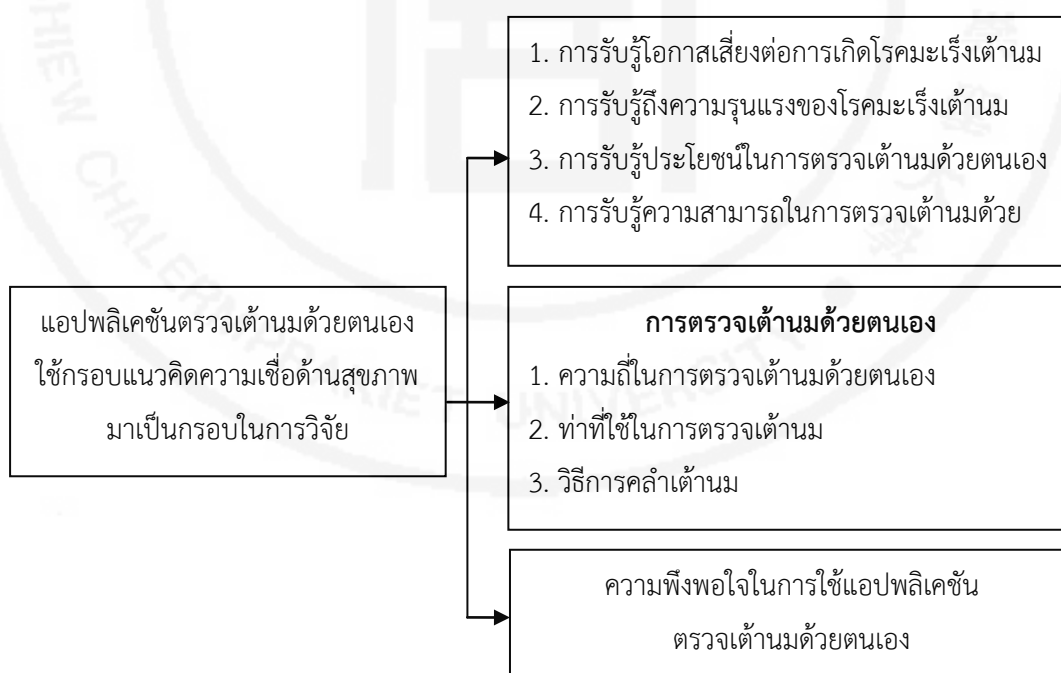 1. การรับรู้โอกาสเสี่ยงต่อการเกิดโรคมะเร็งเต้านม
2. การรับรู้ถึงความรุนแรงของโรคมะเร็งเต้านม
3. การรับรู้ประโยชน์ในการตรวจเต้านมด้วยตนเอง
4. การรับรู้ความสามารถในการตรวจเต้านมด้วย
แอปพลิเคชันตรวจเต้านมด้วยตนเอง
ใช้กรอบแนวคิดความเชื่อด้านสุขภาพ
มาเป็นกรอบในการวิจัย
การตรวจเต้านมด้วยตนเอง
1. ความถี่ในการตรวจเต้านมด้วยตนเอง
2. ท่าที่ใช้ในการตรวจเต้านม
3. วิธีการคลำเต้านม
ความพึงพอใจในการใช้แอปพลิเคชัน
ตรวจเต้านมด้วยตนเอง